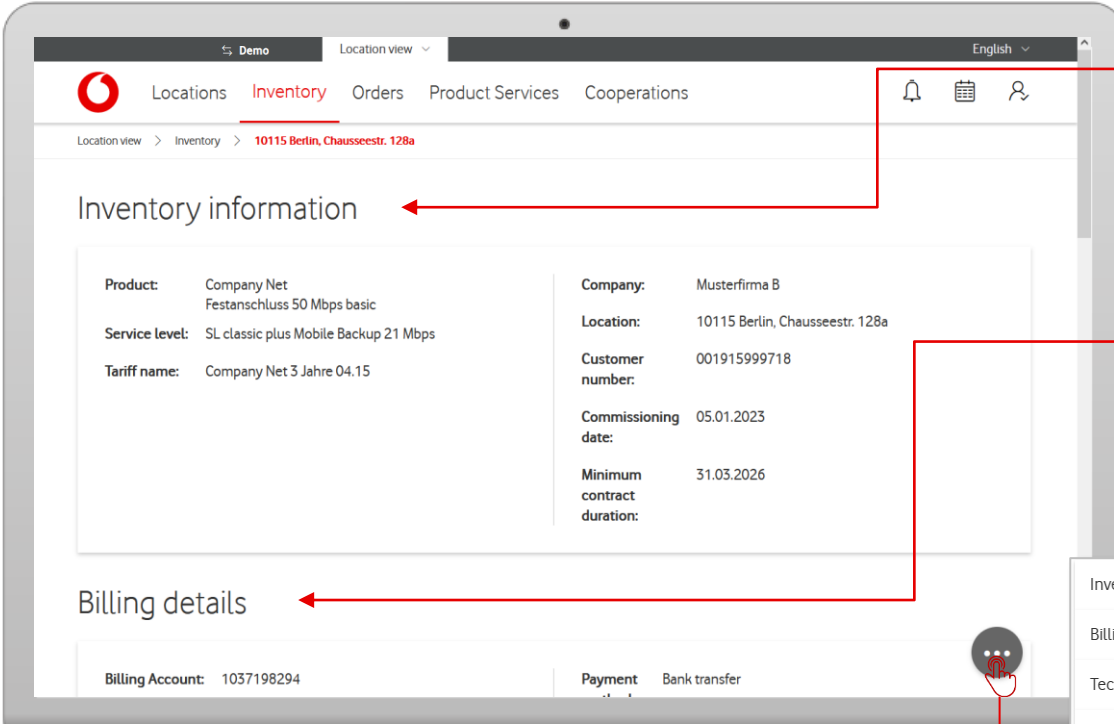 Demo
Location view
English
Locations Inventory Orders Product Services Cooperations
Location view > Inventory > 10115 Berlin, Chausseestr. 128a
Inventory information
Product: Company Net
Festanschluss 50 Mbps basic
Service level: SL classic plus Mobile Backup 21 Mbps
Tariff name: Company Net 3 Jahre 04.15
Company: Musterfirma B
Location: 10115 Berlin, Chausseestr. 128a
Customer number: 001915999718
Commissioning date: 05.01.2023
Minimum contract duration: 31.03.2026
Billing details
Billing Account: 1037198294
Payment Bank transfer